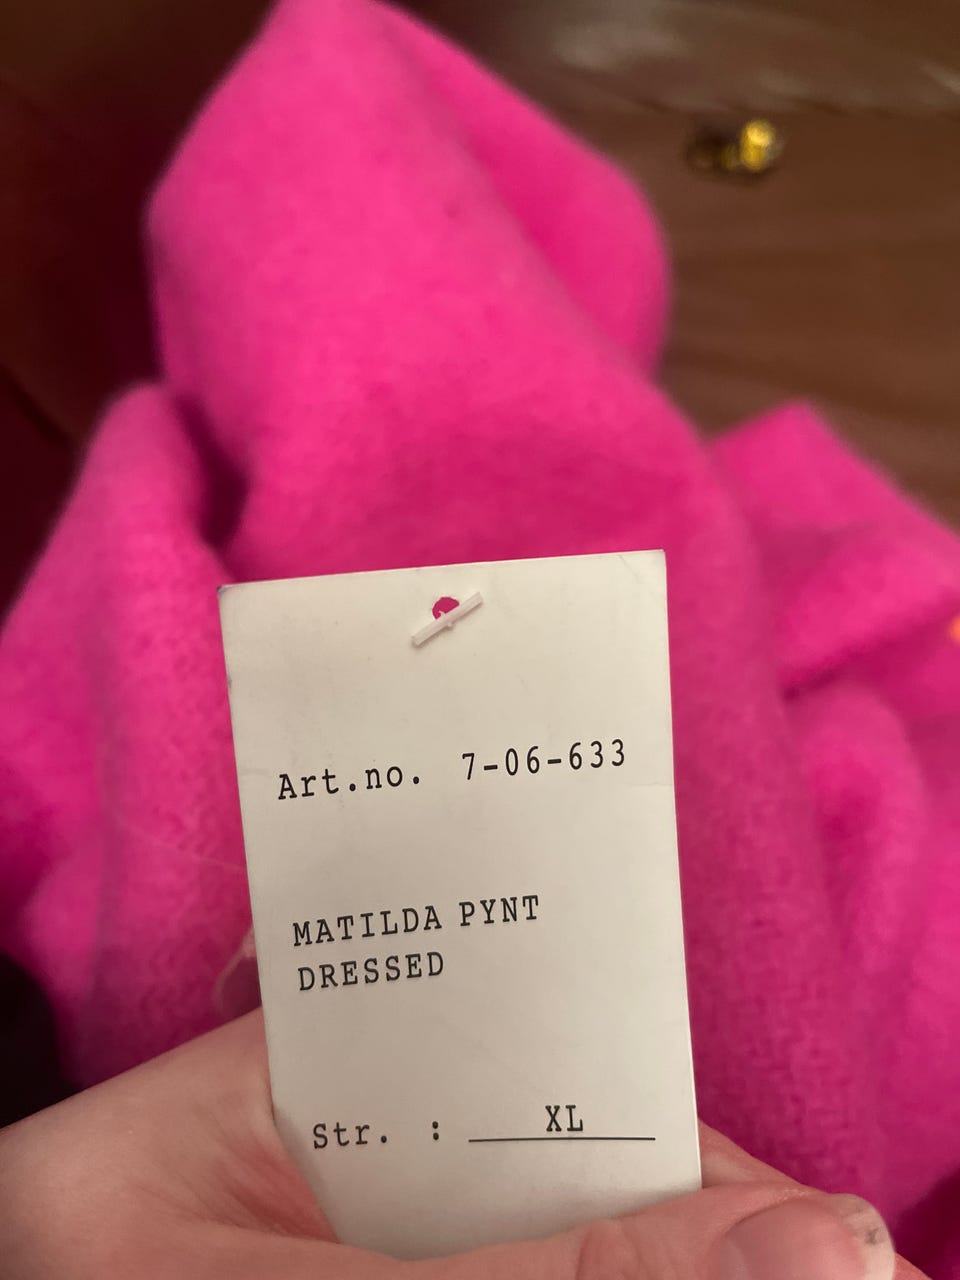 Art.no. 7-06-633
MATILDA PYNT
DRESSED
Str. : XL